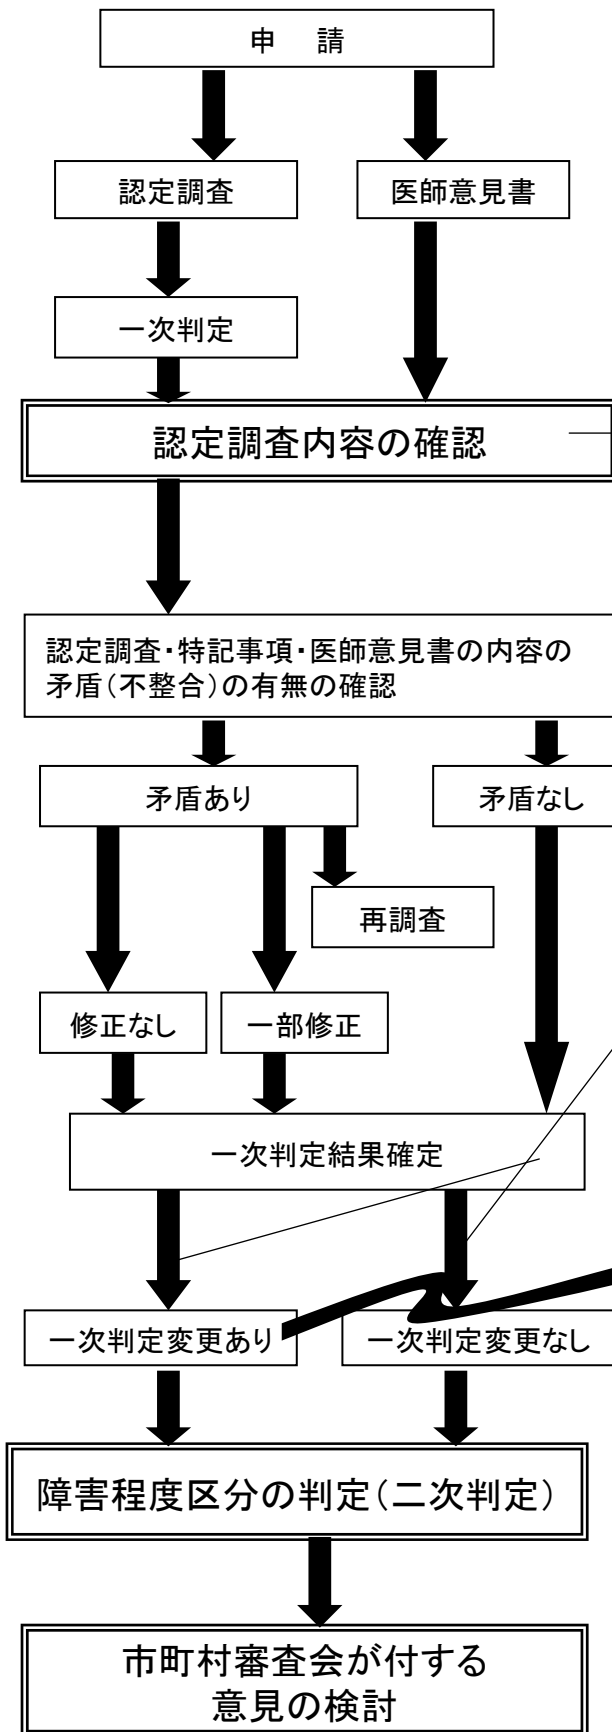 申　請
認定調査
医師意見書
一次判定
認定調査内容の確認
認定調査・特記事項・医師意見書の内容の
矛盾（不整合）の有無の確認
矛盾あり
矛盾なし
再調査
修正なし
一部修正
一次判定結果確定
一次判定変更あり
一次判定変更なし
障害程度区分の判定（二次判定）
市町村審査会が付する
意見の検討